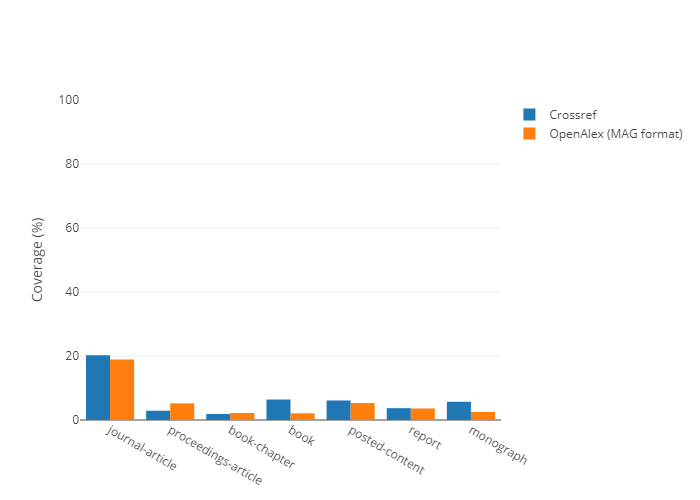 100
80
60
40
20
0
Coverage (%)
journal-article
proceedings-article
book-chapter
book
posted-content
report
monograph
Crossref
OpenAlex (MAG format)